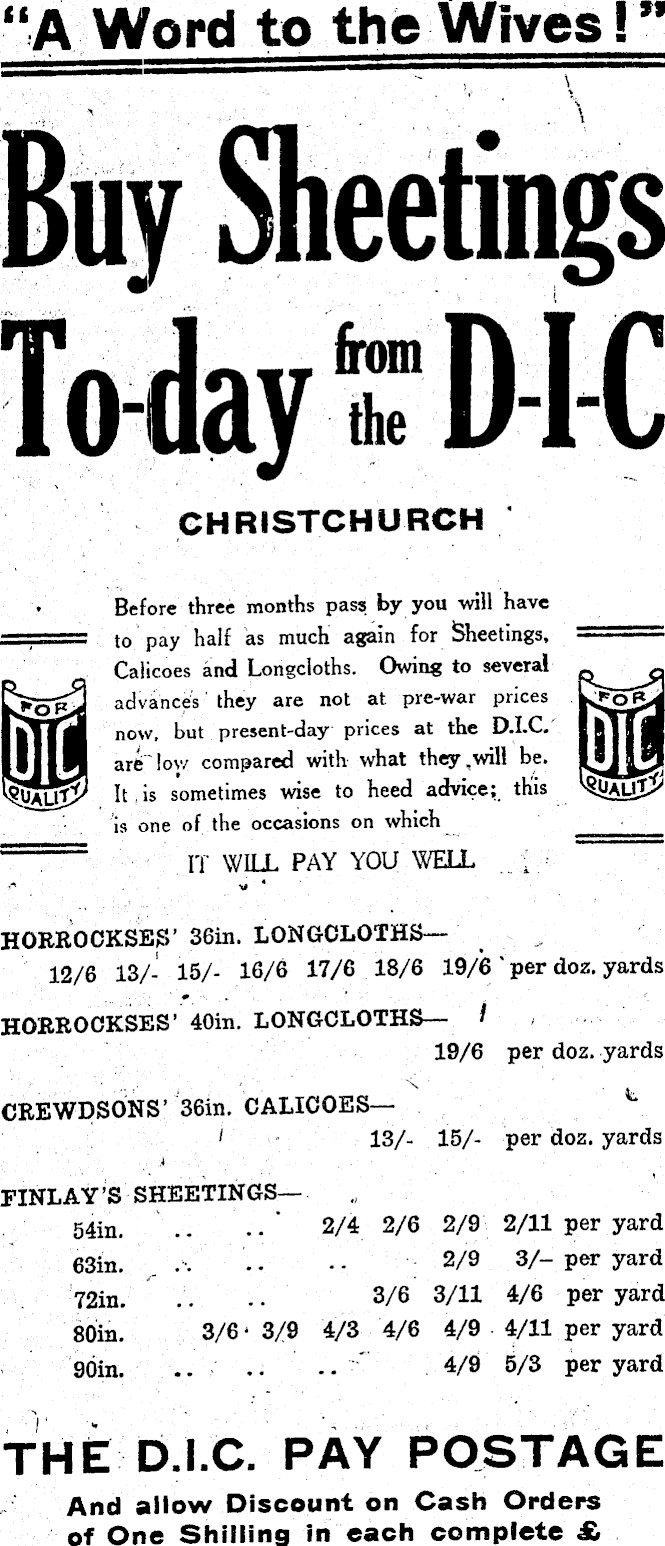 "A Word to the Wives!"
Buy Sheetings
To-day from the D-I-C
CHRISTCHURCH
Before three months pass by you will have
to pay half as much again for Sheetings,
Calicoes and Longcloths. Owing to several
advances they are not at pre-war prices
now, but present-day prices at the D.I.C.
are low compared with what they will be.
It is sometimes wise to heed advice; this
is one of the occasions on which
FOR
DIC
QUALITY
FOR
DIC
QUALITY
IT WILL PAY YOU WELL
HORROCKSES' 36in. LONGCLOTHS—
12/6 13/- 15/- 16/6 17/6 18/6 19/6 per doz. yards
HORROCKSES' 40in. LONGCLOTHS—
19/6 per doz. yards
CREWDSONS' 36in. CALICOES—
13/- 15/- per doz. yards
FINLAY'S SHEETINGS—
54in. .. .. 2/4 2/6 2/9 2/11 per yard
63in. .. .. .. 2/9 3/– per yard
72in. .. .. 3/6 3/11 4/6 per yard
80in. 3/6 3/9 4/3 4/6 4/9 4/11 per yard
90in. .. .. .. 4/9 5/3 per yard
THE D.I.C. PAY POSTAGE
And allow Discount on Cash Orders
of One Shilling in each complete £